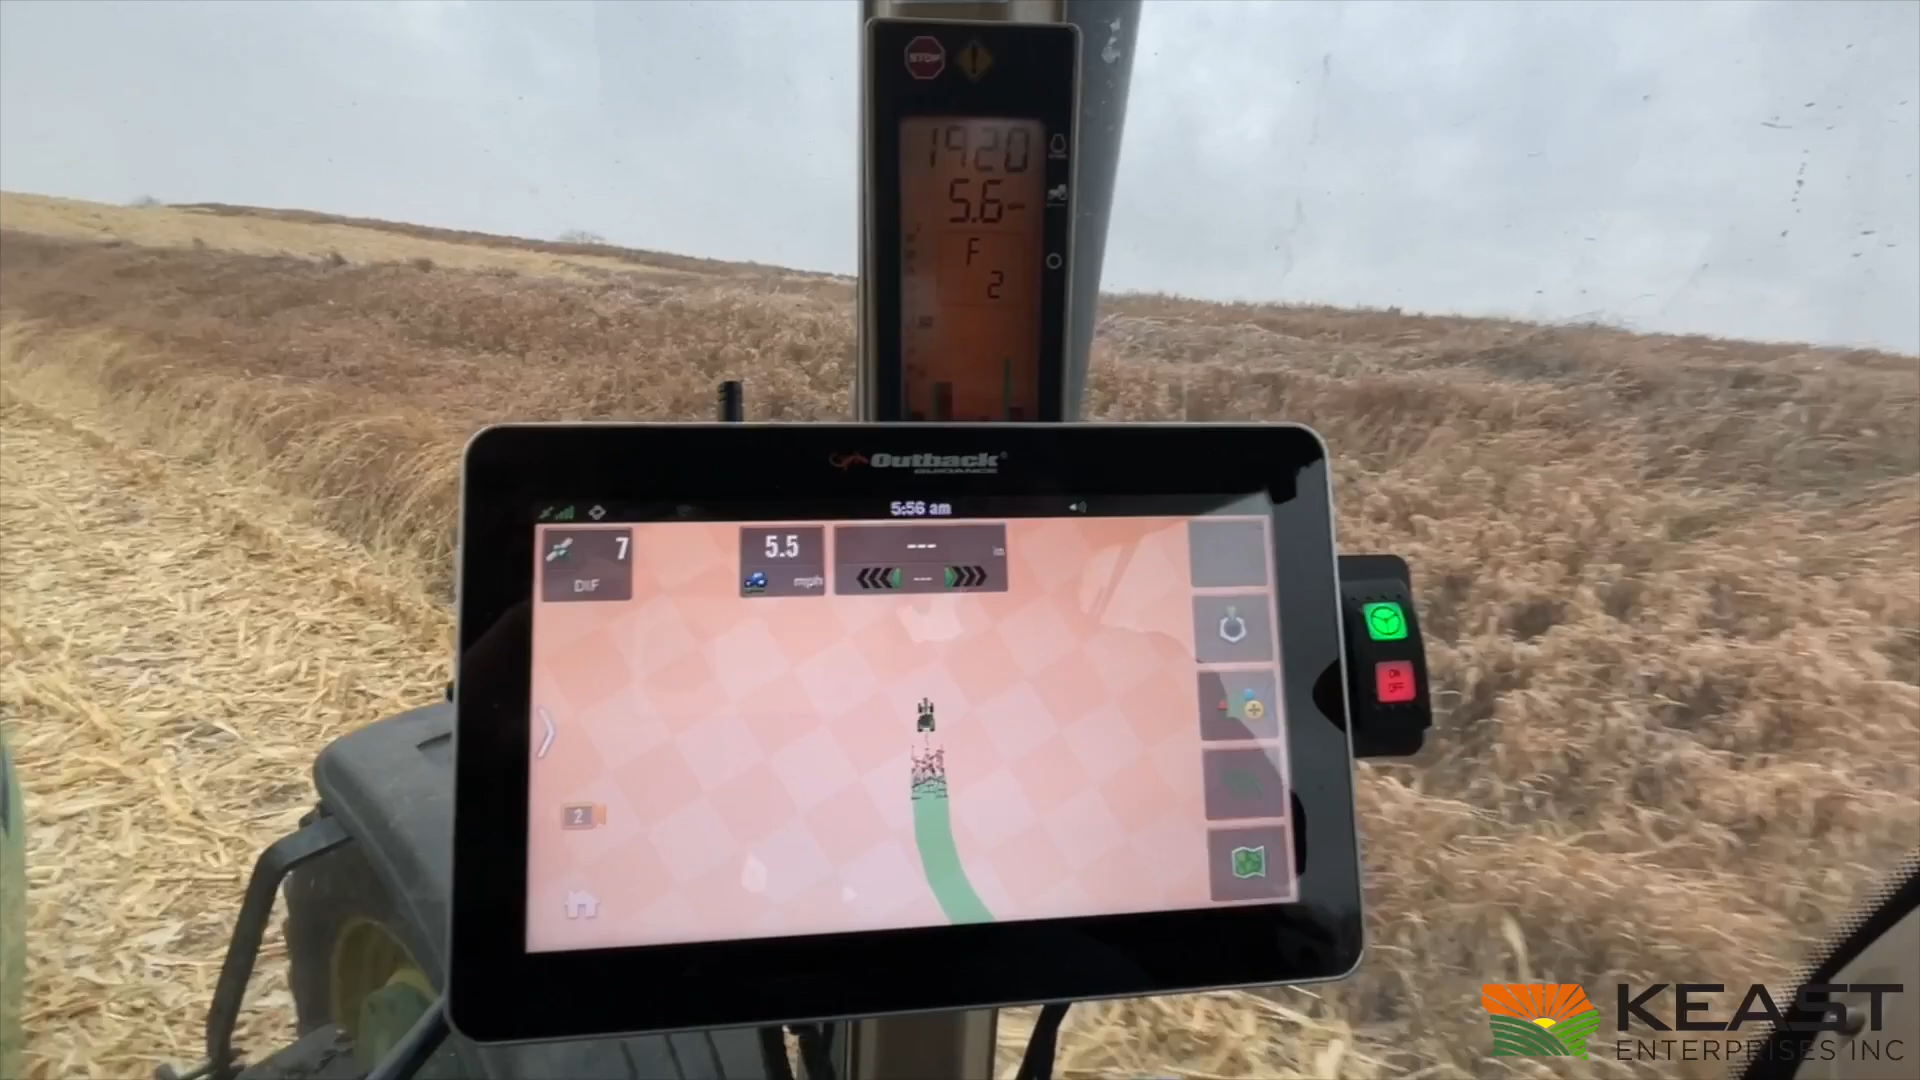 STOP
1920
5.6
F
2
Outback®
GUIDANCE
5:56 am
7
DIF
5.5
mph
---
in
---
2
ON
OFF
KEAST
ENTERPRISES INC